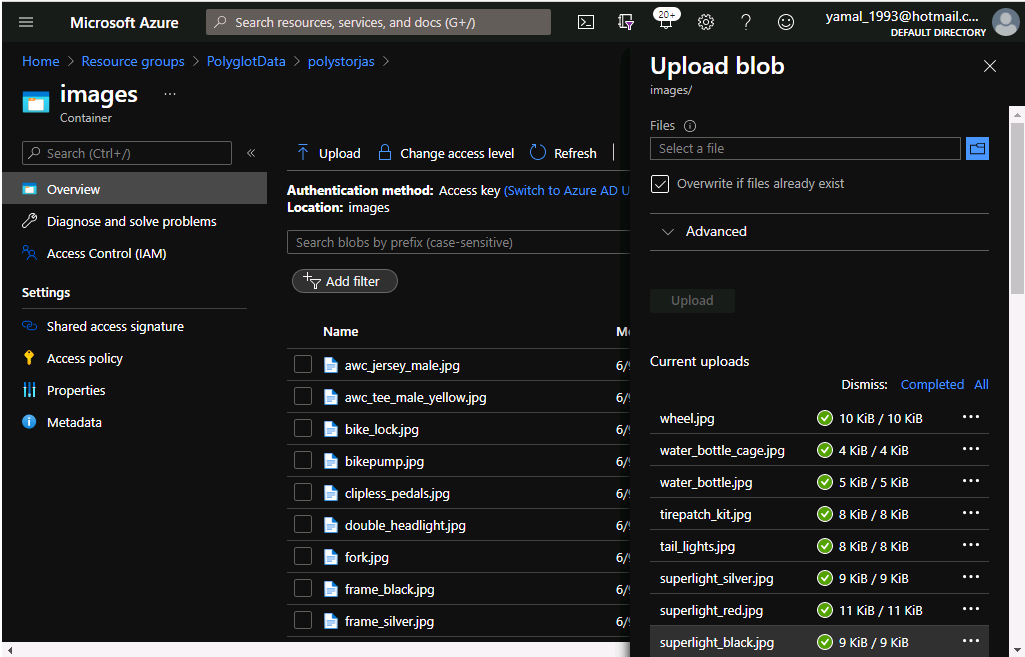 Microsoft Azure
Search resources, services, and docs (G+/)
20+
yamal_1993@hotmail.c...
DEFAULT DIRECTORY
Home > Resource groups > PolyglotData > polystorjas >
images ...
Container
Search (Ctrl+/)
«
Overview
Diagnose and solve problems
Access Control (IAM)
Settings
Shared access signature
Access policy
Properties
Metadata
Upload Change access level Refresh
Authentication method: Access key (Switch to Azure AD U
Location: images
Search blobs by prefix (case-sensitive)
Add filter
Name M
awc_jersey_male.jpg 6/
awc_tee_male_yellow.jpg 6/
bike_lock.jpg 6/
bikepump.jpg 6/
clipless_pedals.jpg 6/
double_headlight.jpg 6/
fork.jpg 6/
frame_black.jpg 6/
frame_silver.jpg 6/
Upload blob
images/
Files
Select a file
Overwrite if files already exist
Advanced
Upload
Current uploads
Dismiss: Completed All
wheel.jpg 10 KiB / 10 KiB ...
water_bottle_cage.jpg 4 KiB / 4 KiB ...
water_bottle.jpg 5 KiB / 5 KiB ...
tirepatch_kit.jpg 8 KiB / 8 KiB ...
tail_lights.jpg 8 KiB / 8 KiB ...
superlight_silver.jpg 9 KiB / 9 KiB ...
superlight_red.jpg 11 KiB / 11 KiB ...
superlight_black.jpg 9 KiB / 9 KiB ...